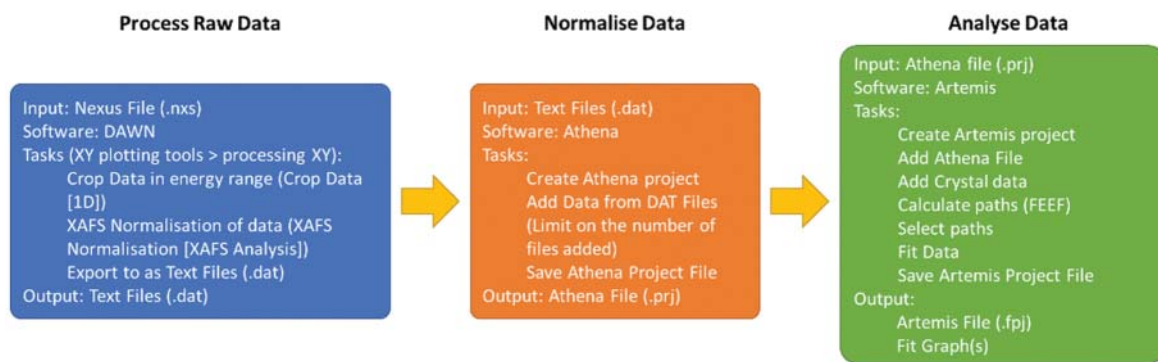 Process Raw Data
Input: Nexus File (.nxs)
Software: DAWN
Tasks (XY plotting tools > processing XY):
Crop Data in energy range (Crop Data
[1D])
XAFS Normalisation of data (XAFS
Normalisation [XAFS Analysis])
Export to as Text Files (.dat)
Output: Text Files (.dat)
Normalise Data
Input: Text Files (.dat)
Software: Athena
Tasks:
Create Athena project
Add Data from DAT Files
(Limit on the number of
files added)
Save Athena Project File
Output: Athena File (.prj)
Analyse Data
Input: Athena file (.prj)
Software: Artemis
Tasks:
Create Artemis project
Add Athena File
Add Crystal data
Calculate paths (FEEF)
Select paths
Fit Data
Save Artemis Project File
Output:
Artemis File (.fpj)
Fit Graph(s)